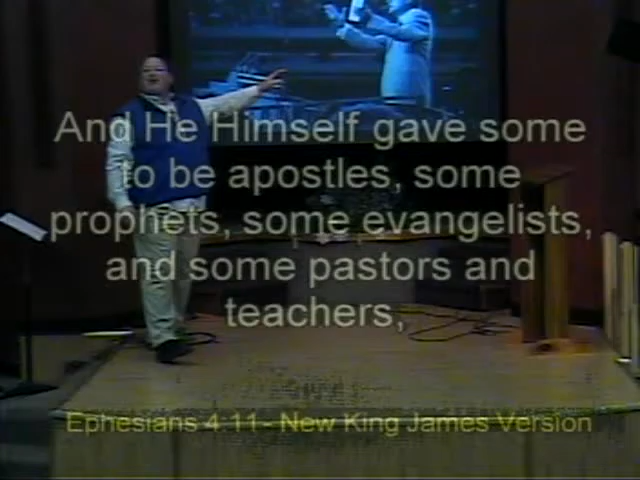 And He Himself gave some
to be apostles, some
prophets, some evangelists,
and some pastors and
teachers,
Ephesians 4:11- New King James Version